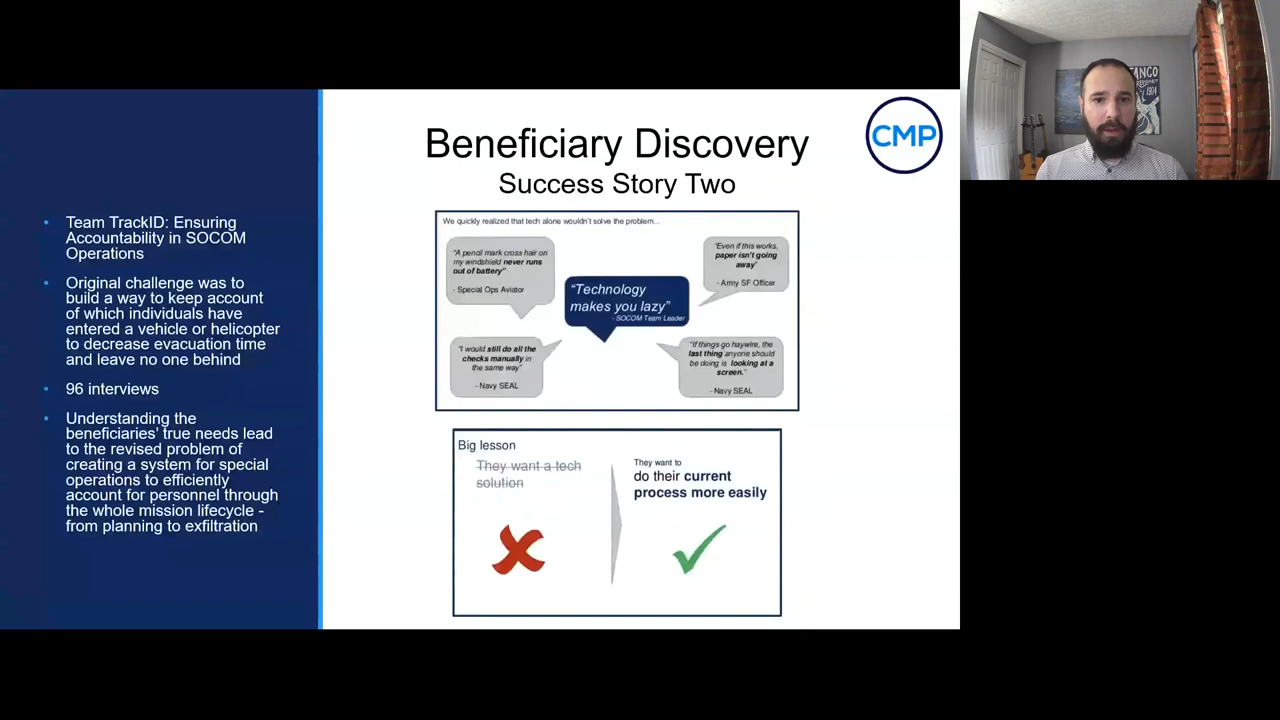 Beneficiary Discovery
Success Story Two
CMP
Team TrackID: Ensuring
Accountability in SOCOM
Operations
Original challenge was to
build a way to keep account
of which individuals have
entered a vehicle or helicopter
to decrease evacuation time
and leave no one behind
96 interviews
Understanding the
beneficiaries' true needs lead
to the revised problem of
creating a system for special
operations to efficiently
account for personnel through
the whole mission lifecycle -
from planning to exfiltration
We quickly realized that tech alone wouldn't solve the problem...
"A pencil mark cross hair on
my windshield never runs
out of battery"
- Special Ops Aviator
"Technology
makes you lazy"
- SOCOM Team Leader
"Even if this works,
paper isn't going
away"
- Army SF Officer
"I would still do all the
checks manually in
the same way"
- Navy SEAL
"If things go haywire, the
last thing anyone should
be doing is looking at a
screen."
- Navy SEAL
Big lesson
They want a tech
solution
They want to
do their current
process more easily
ANCO
1904